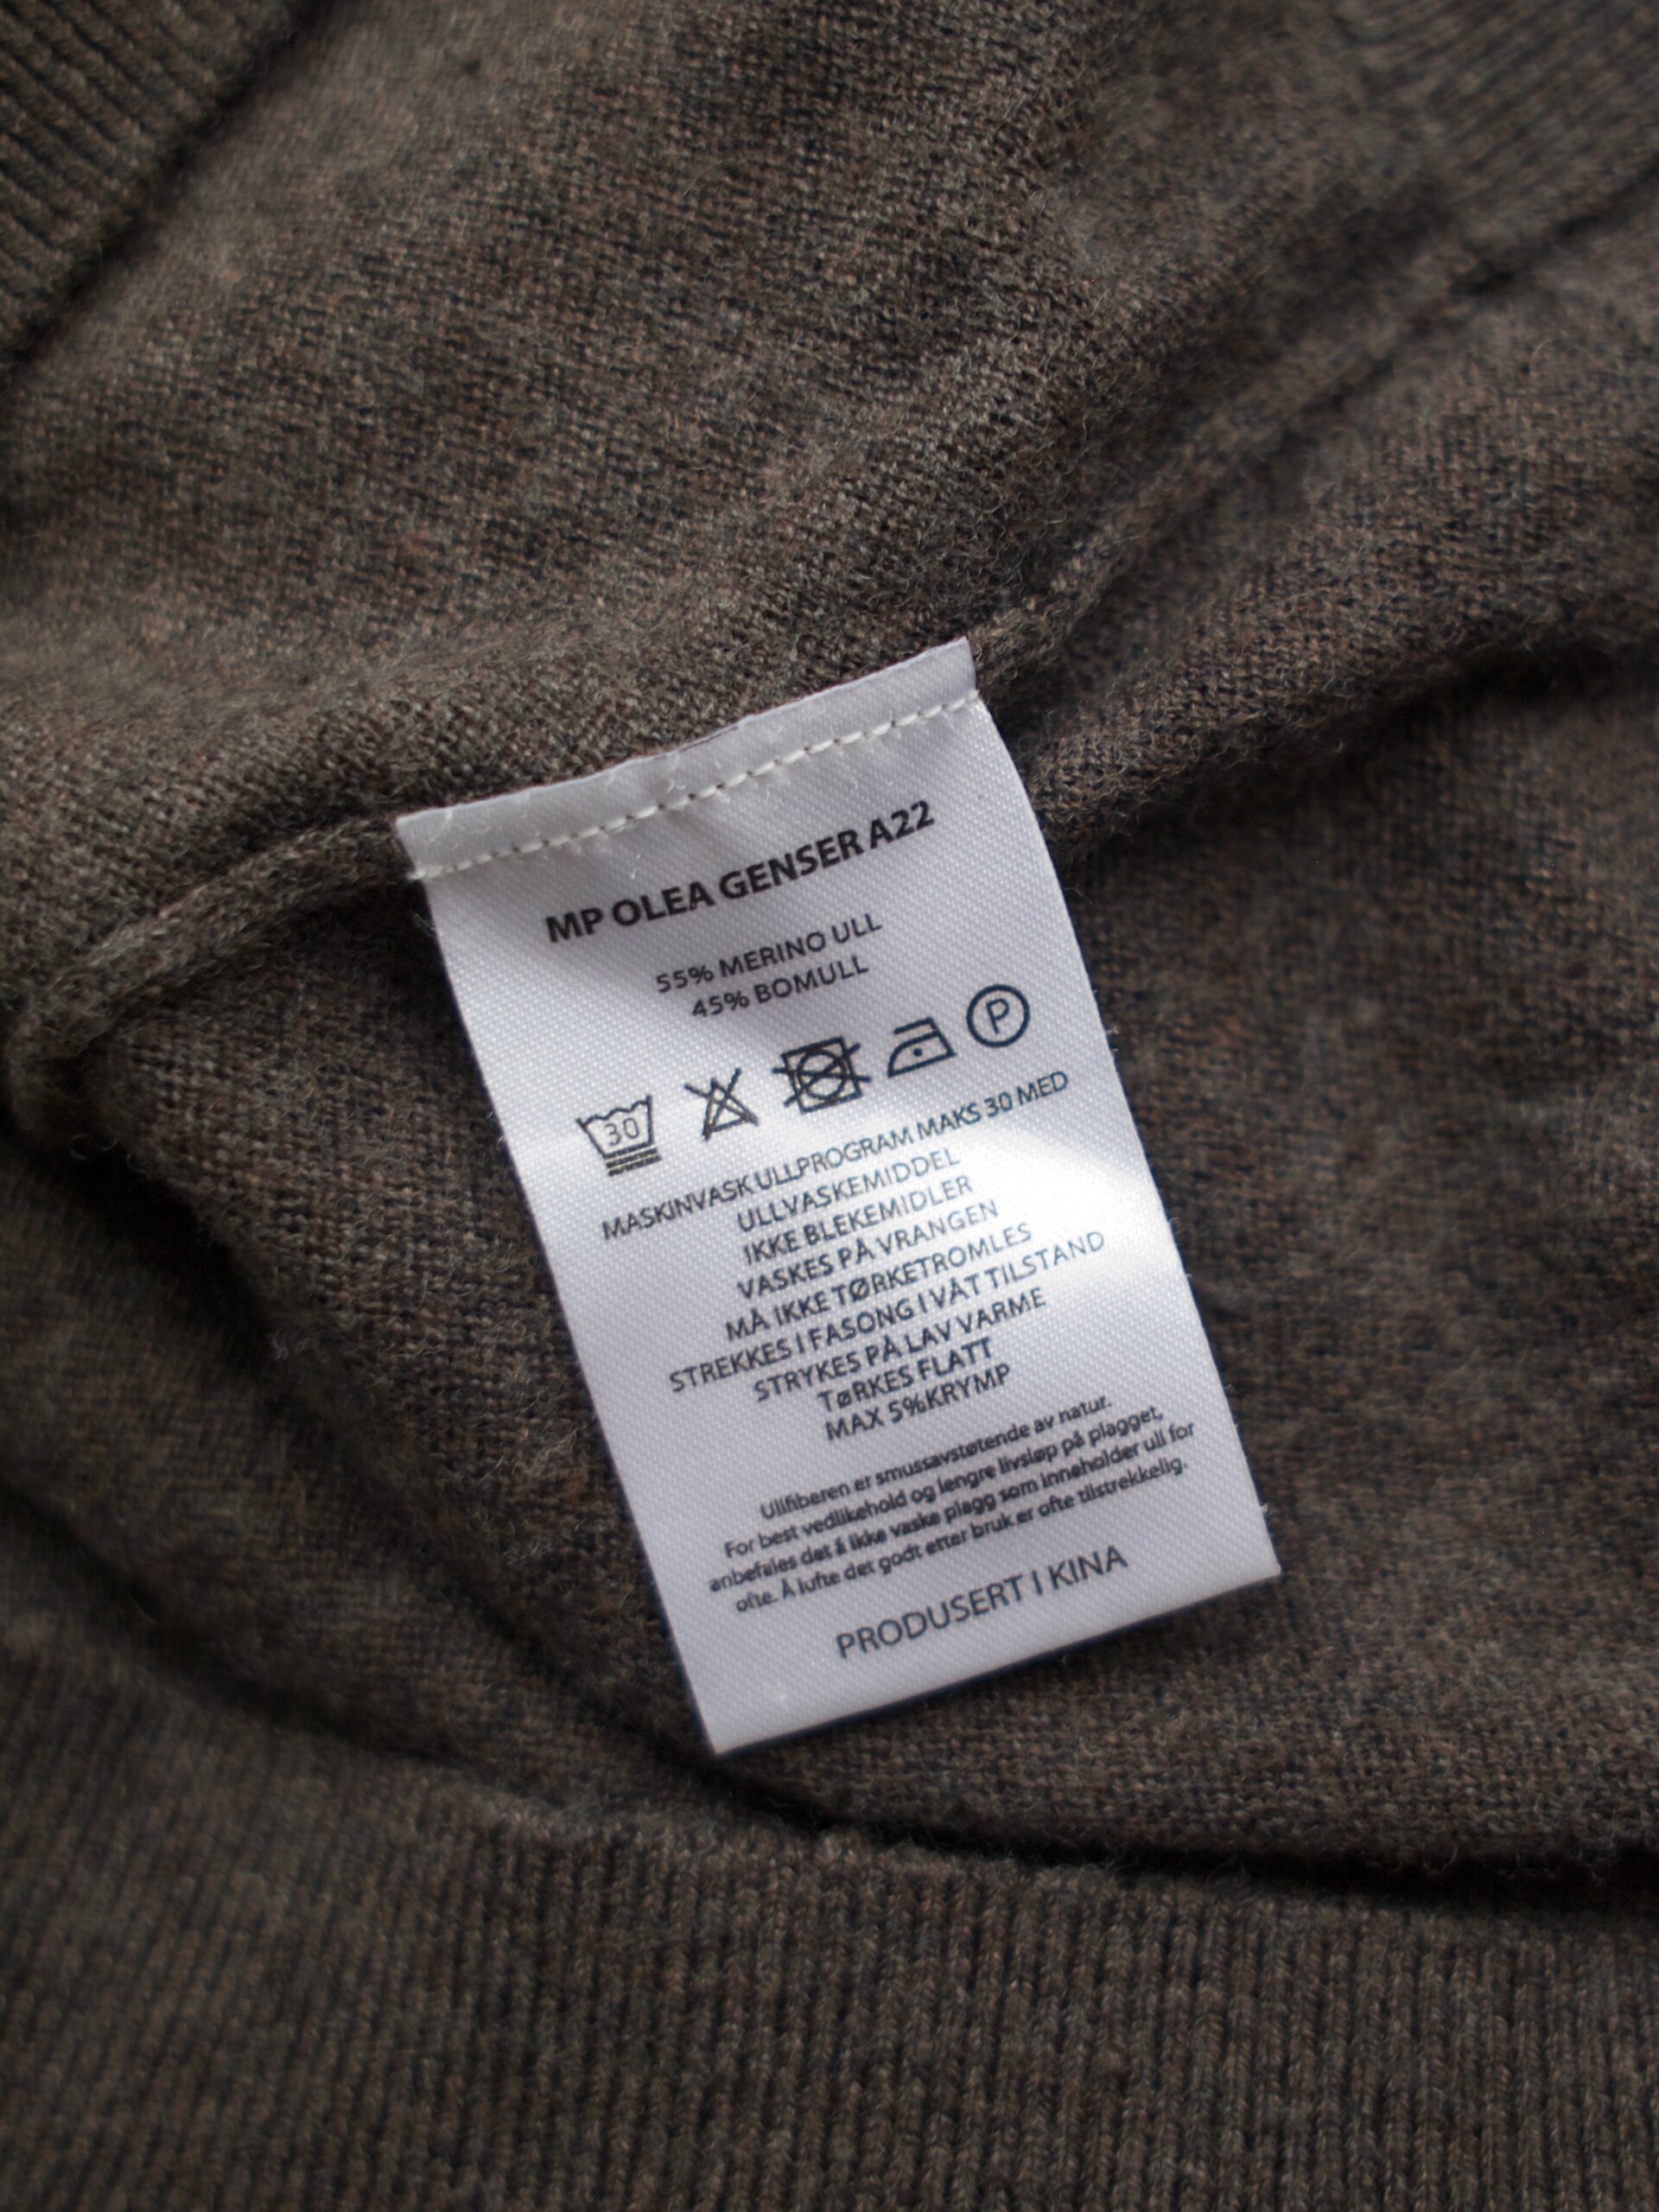 MP OLEA GENSER A22
55% MERINO ULL
45% BOMULL
30 P
MASKINVASK ULLPROGRAM MAKS 30 MED
ULLVASKEMIDDEL
IKKE BLEKEMIDLER
VASKES PÅ VRANGEN
MÅ IKKE TØRKETROMLES
STREKKES I FASONG I VÅT TILSTAND
STRYKES PÅ LAV VARME
TøRKES FLATT
MAX 5%KRYMP
Ullfiberen er smussavstøtende av natur.
For best vedlikehold og lengre livsløp på plagget,
anbefales det å ikke vaske plagg som inneholder ull for
ofte. Å lufte det godt etter bruk er ofte tilstrekkelig.
PRODUSERT I KINA